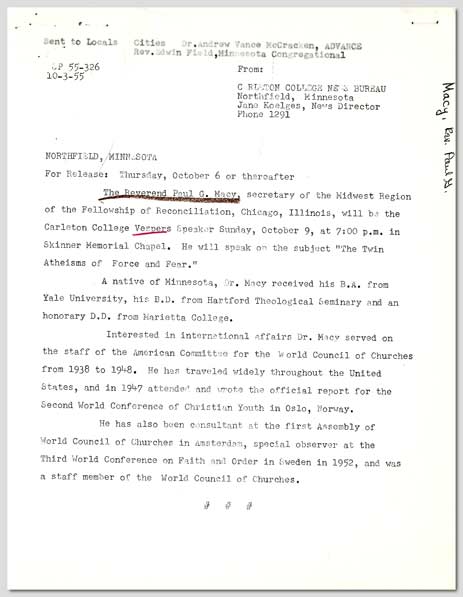 Sent to Locals Cities Dr.Andrew Vance McCracken, ADVANCE
Rev.Edwin Field,Minnesota Congregational
CP 55-326
10-3-55
From:
CARLETON COLLEGE NEWS BUREAU
Northfield, Minnesota
Jane Koelges, News Director
Phone 1291
Macy, Rev. Paul G.
NORTHFIELD, MINNESOTA
For Release: Thursday, October 6 or thereafter
The Reverend Paul G. Macy, secretary of the Midwest Region
of the Fellowship of Reconciliation, Chicago, Illinois, will be the
Carleton College Vespers Speaker Sunday, October 9, at 7:00 p.m. in
Skinner Memorial Chapel. He will speak on the subject "The Twin
Atheisms of Force and Fear."
A native of Minnesota, Dr. Macy received his B.A. from
Yale University, his B.D. from Hartford Theological Seminary and an
honorary D.D. from Marietta College.
Interested in international affairs Dr. Macy served on
the staff of the American Committee for the World Council of Churches
from 1938 to 1948. He has traveled widely throughout the United
States, and in 1947 attended and wrote the official report for the
Second World Conference of Christian Youth in Oslo, Norway.
He has also been consultant at the first Assembly of
World Council of Churches in Amsterdam, special observer at the
Third World Conference on Faith and Order in Sweden in 1952, and was
a staff member of the World Council of Churches.
# # #